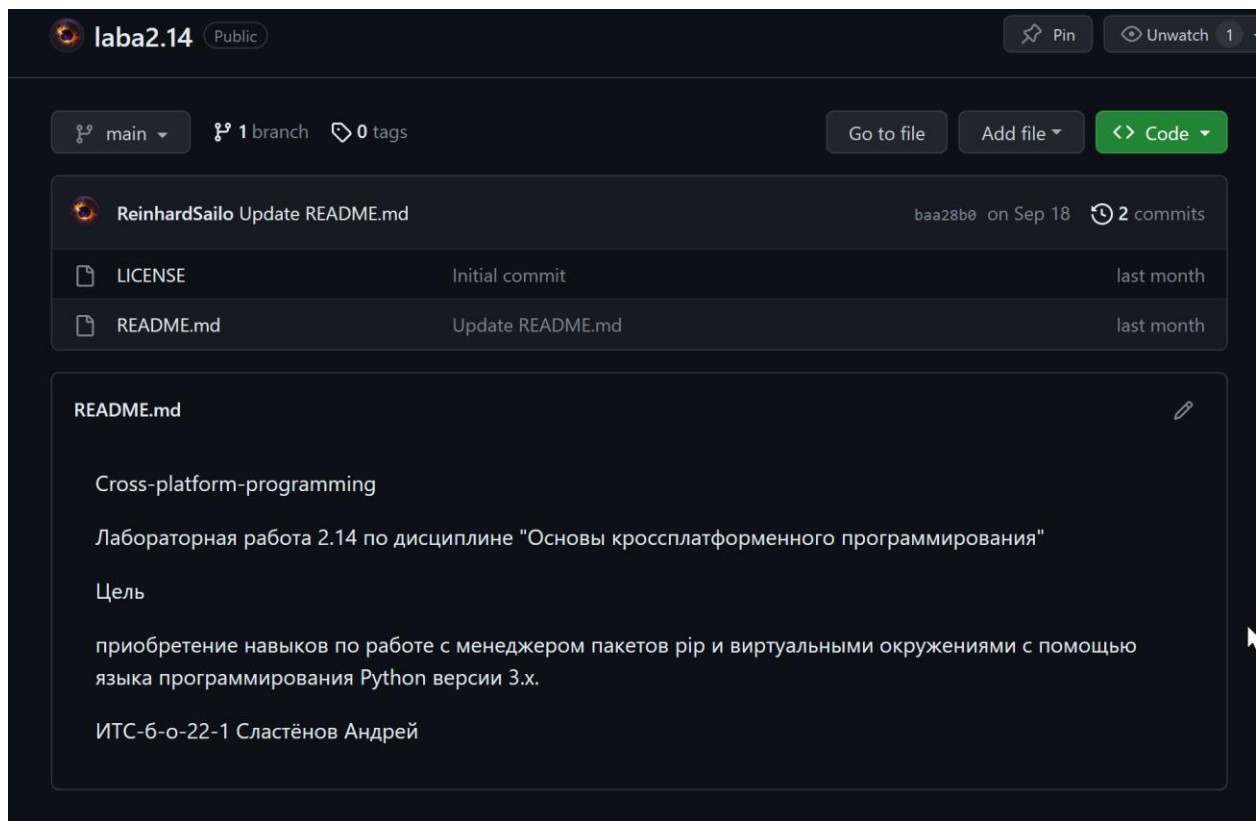 laba2.14 Public Pin Unwatch 1
main 1 branch 0 tags Go to file Add file <> Code
ReinhardSailo Update README.md baa28b0 on Sep 18 2 commits
LICENSE Initial commit last month
README.md Update README.md last month
README.md
Cross-platform-programming
Лабораторная работа 2.14 по дисциплине "Основы кроссплатформенного программирования"
Цель
приобретение навыков по работе с менеджером пакетов pip и виртуальными окружениями с помощью
языка программирования Python версии 3.x.
ИТС-б-о-22-1 Сластёнов Андрей